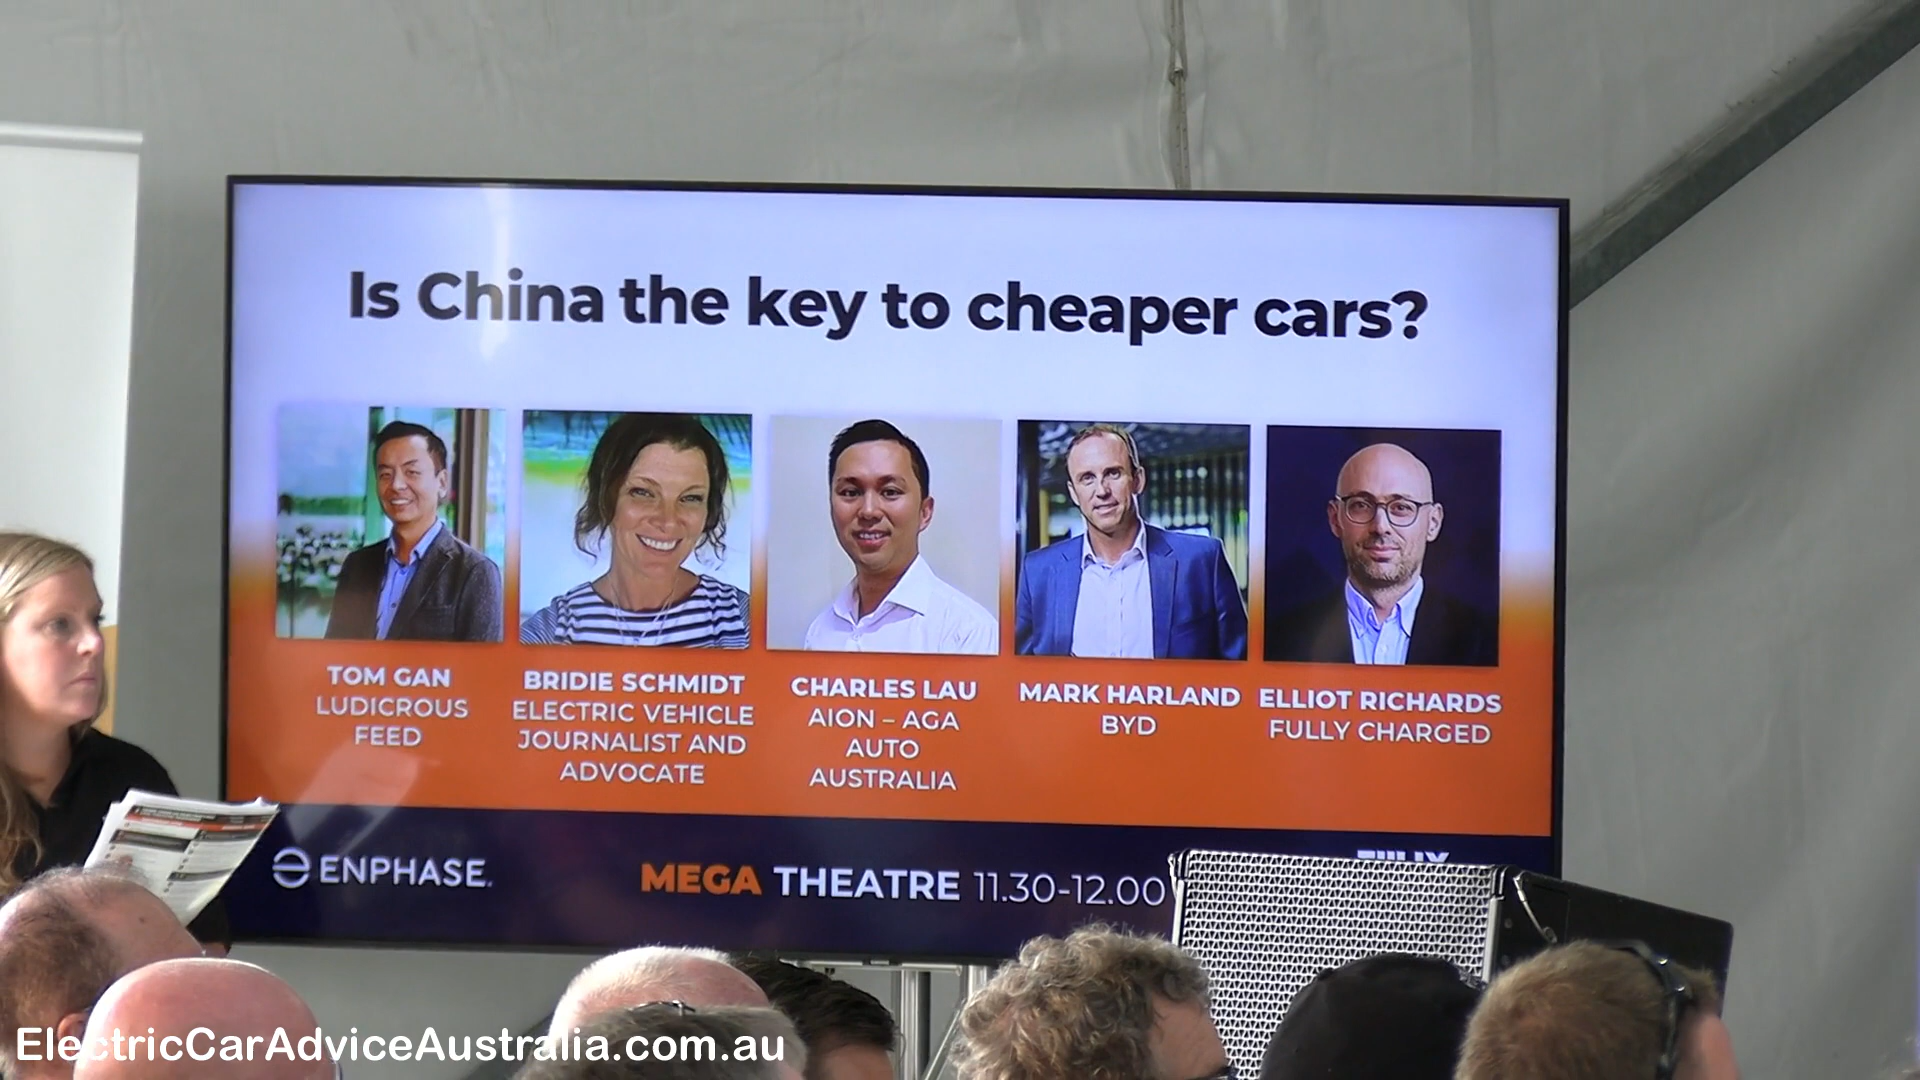 Is China the key to cheaper cars?
TOM GAN
LUDICROUS
FEED
BRIDIE SCHMIDT
ELECTRIC VEHICLE
JOURNALIST AND
ADVOCATE
CHARLES LAU
AION – AGA
AUTO
AUSTRALIA
MARK HARLAND
BYD
ELLIOT RICHARDS
FULLY CHARGED
ENPHASE.
MEGA THEATRE 11.30-12.00
ElectricCarAdviceAustralia.com.au